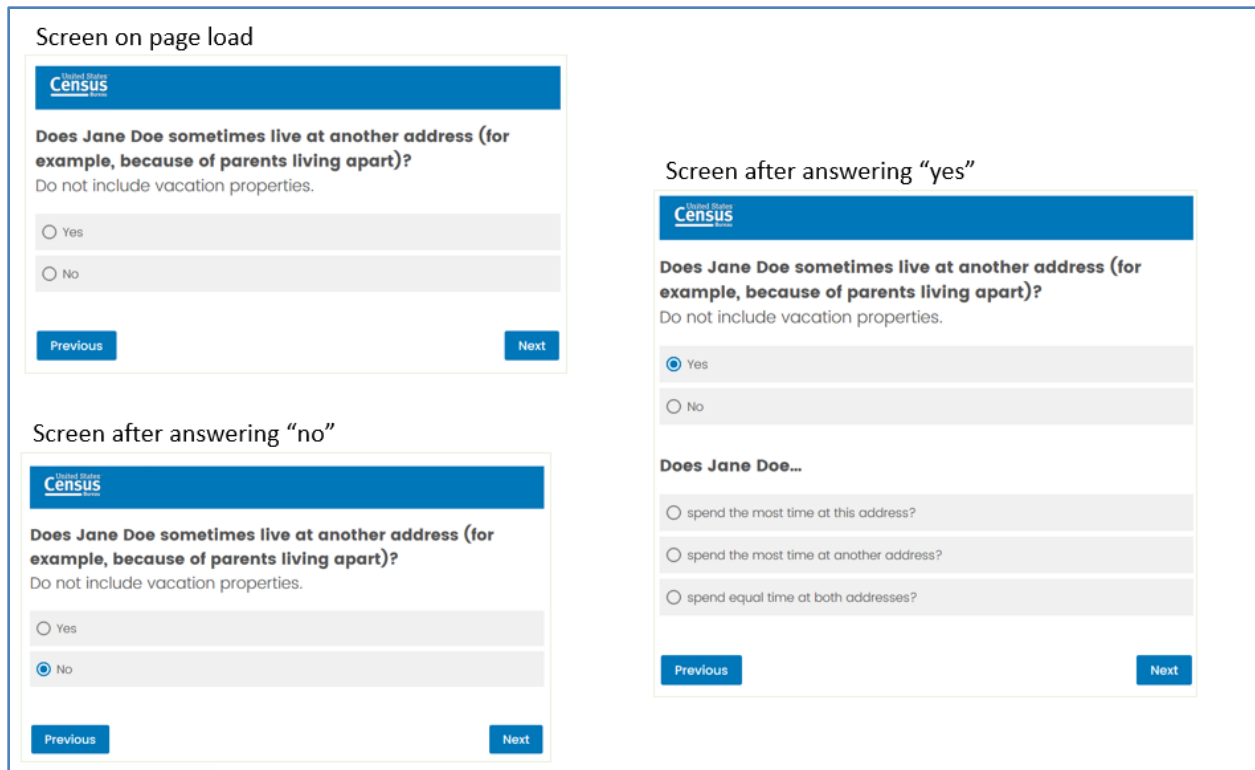 Screen on page load
United States
Census
Bureau
Does Jane Doe sometimes live at another address (for
example, because of parents living apart)?
Do not include vacation properties.
Yes
No
Previous
Next
Screen after answering “no”
United States
Census
Bureau
Does Jane Doe sometimes live at another address (for
example, because of parents living apart)?
Do not include vacation properties.
Yes
No
Previous
Next
Screen after answering “yes”
United States
Census
Bureau
Does Jane Doe sometimes live at another address (for
example, because of parents living apart)?
Do not include vacation properties.
Yes
No
Does Jane Doe...
spend the most time at this address?
spend the most time at another address?
spend equal time at both addresses?
Previous
Next